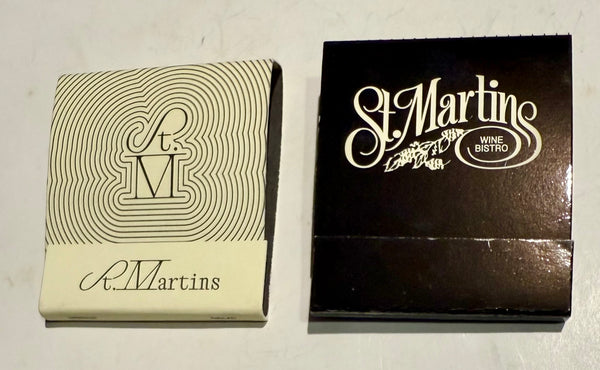 St.
M
St. Martins
St. Martins
WINE
BISTRO